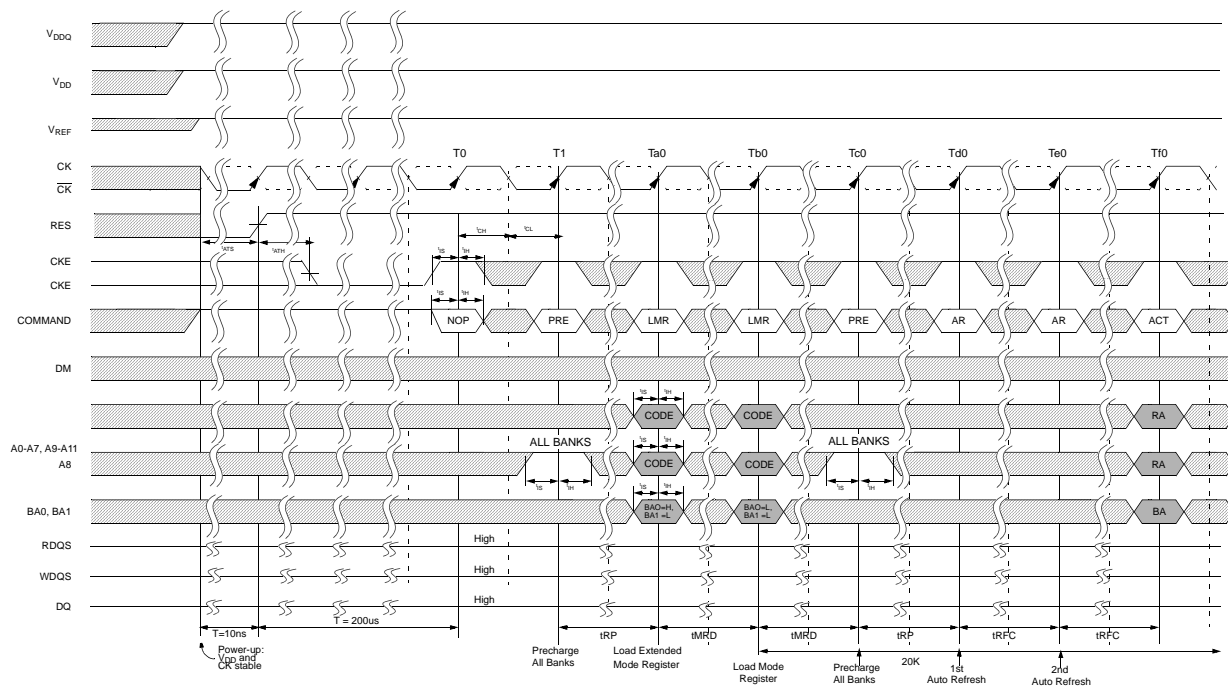 VDDQ
VDD
VREF
T0 T1 Ta0 Tb0 Tc0 Td0 Te0 Tf0
CK
CK
RES
tCH tCL
tATS tATH
tIS tIH
CKE
CKE
tIS tIH
COMMAND NOP PRE LMR LMR PRE AR AR ACT
DM
tIS tIH
CODE CODE RA
A0-A7, A9-A11 ALL BANKS tIS tIH ALL BANKS
A8 CODE CODE RA
tIS tIH tIS tIH tIS tIH
BA0, BA1 BAO=H, BA1 =L BAO=L, BA1 =L BA
RDQS High
WDQS High
DQ High
T=10ns T = 200us tRP tMRD tMRD tRP tRFC tRFC
Power-up:
VDD and
CK stable
Precharge
All Banks
Load Extended
Mode Register
Load Mode
Register
Precharge
All Banks
20K
1st
Auto Refresh
2nd
Auto Refresh